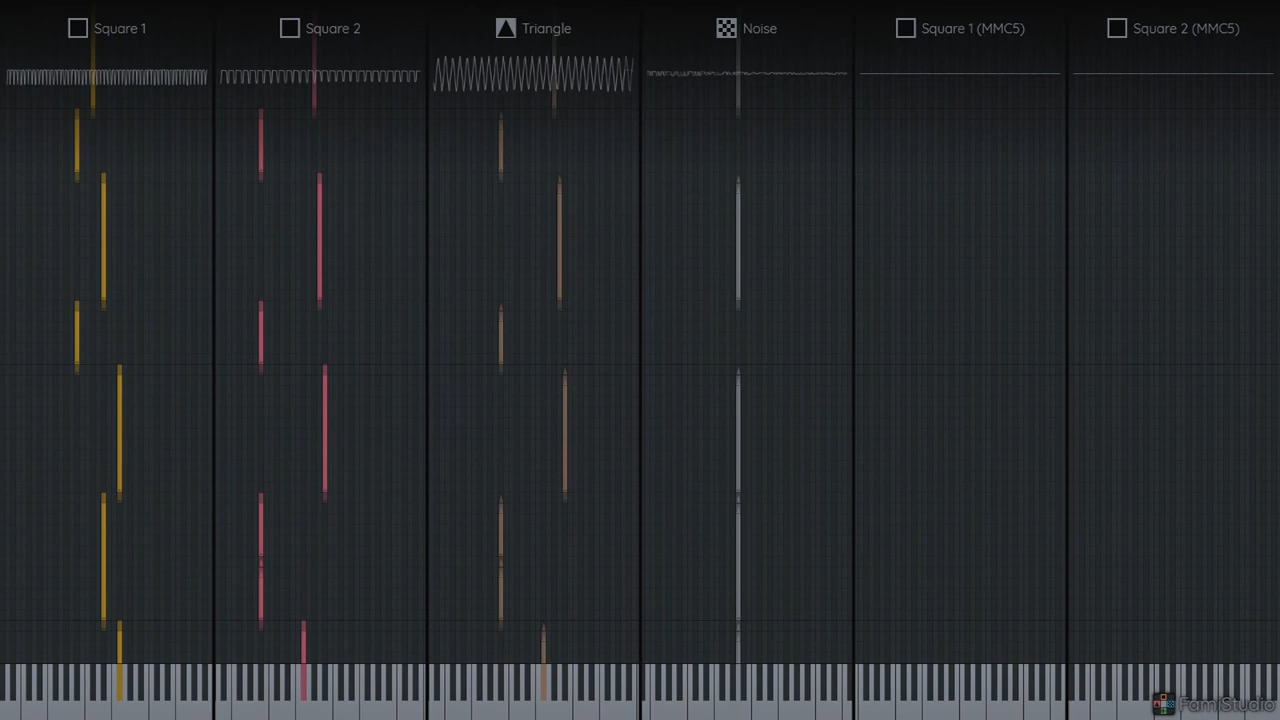 Square 1
Square 2
Triangle
Noise
Square 1 (MMC5)
Square 2 (MMC5)
FamiStudio